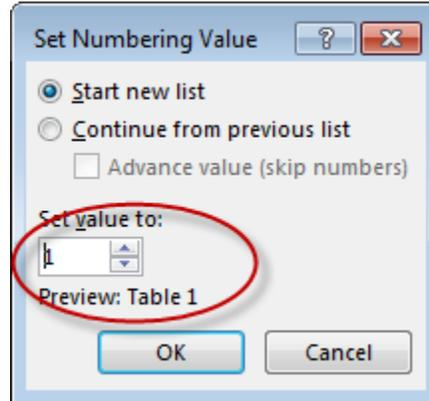 Set Numbering Value
Start new list
Continue from previous list
Advance value (skip numbers)
Set value to:
1
Preview: Table 1
OK
Cancel